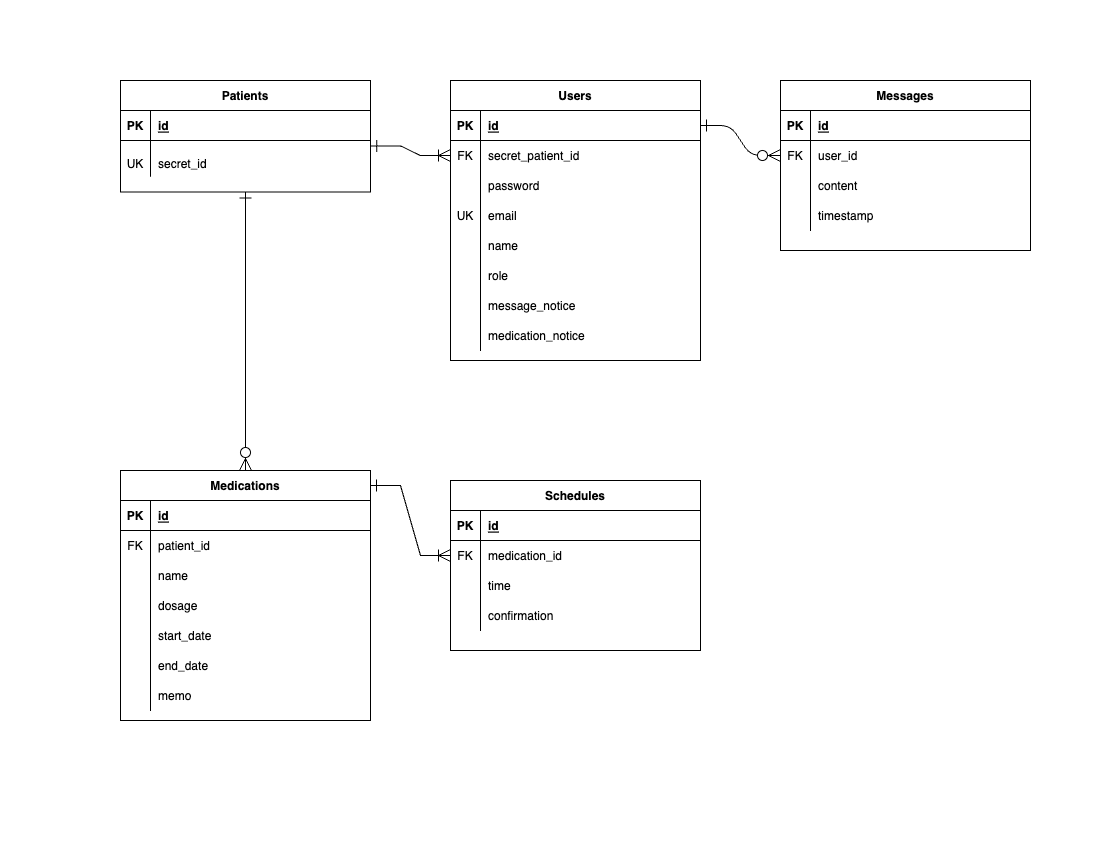 Patients
PK id
UK secret_id
Users
PK id
FK secret_patient_id
password
UK email
name
role
message_notice
medication_notice
Messages
PK id
FK user_id
content
timestamp
Medications
PK id
FK patient_id
name
dosage
start_date
end_date
memo
Schedules
PK id
FK medication_id
time
confirmation